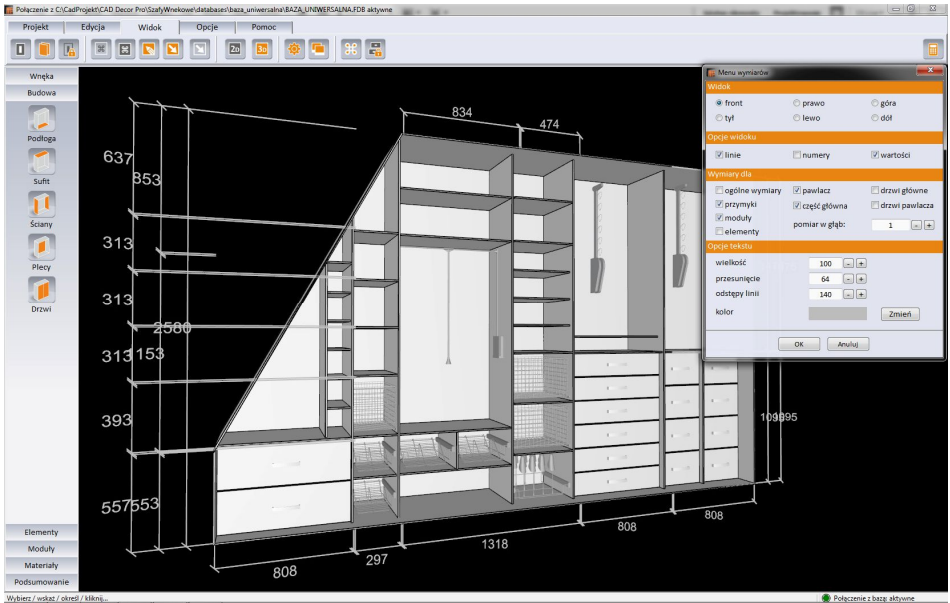 Połączenie z C:\CadProjekt\CAD Decor Pro\SzafyWnekowe\databases\baza_uniwersalna\BAZA_UNIWERSALNA.FDB aktywne
Projekt Edycja Widok Opcje Pomoc
2D 3D
Wnęka
Budowa
Podłoga
Sufit
Ściany
Plecy
Drzwi
Elementy
Moduły
Materiały
Podsumowanie
834
474
637
853
313
313
2580
313
153
393
557
553
808
297
1318
808
808
Menu wymiarów
Widok
front prawo góra
tył lewo dół
Opcje widoku
linie numery wartości
Wymiary dla
ogólne wymiary pawlacz drzwi główne
przymyki część główna drzwi pawlacza
moduły
elementy pomiar w głąb: 1 - +
Opcje tekstu
wielkość 100 - +
przesunięcie 64 - +
odstępy linii 140 - +
kolor Zmień
OK Anuluj
Wybierz / wskaż / określ / kliknij...
Połączenie z bazą: aktywne